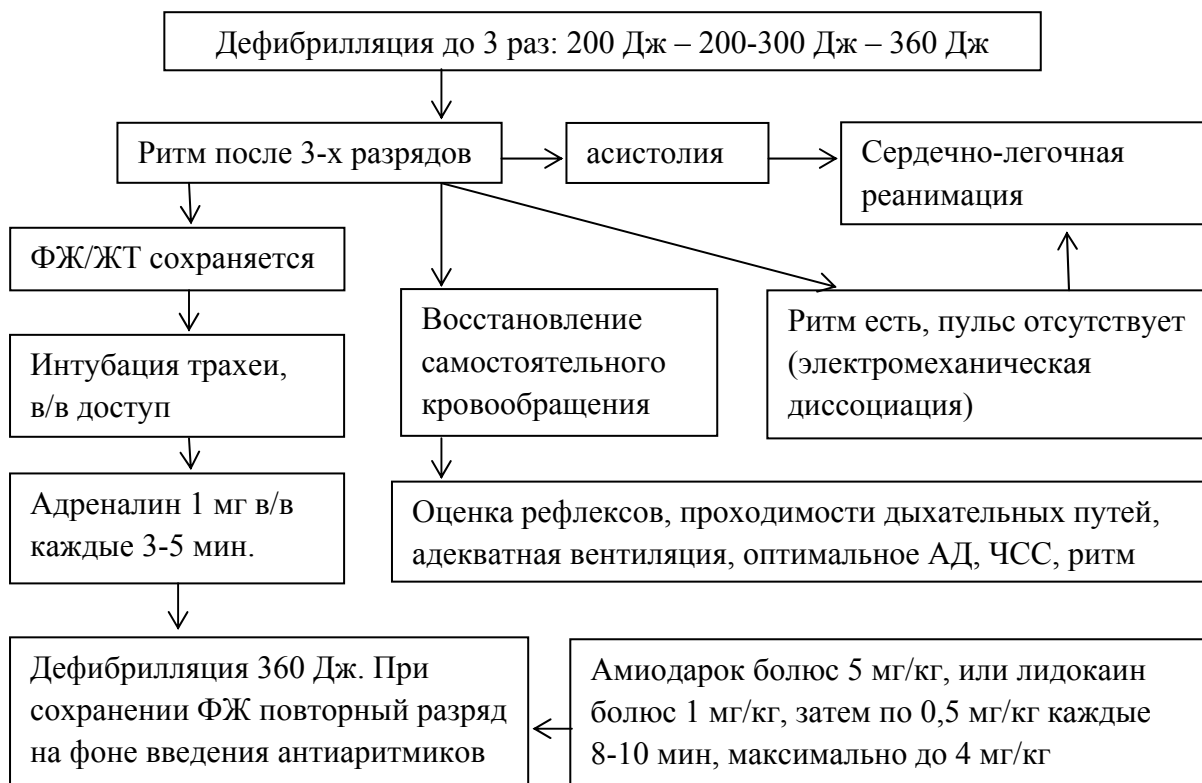 Дефибрилляция до 3 раз: 200 Дж – 200-300 Дж – 360 Дж
Ритм после 3-х разрядов
асистолия
Сердечно-легочная
реанимация
ФЖ/ЖТ сохраняется
Восстановление
самостоятельного
кровообращения
Ритм есть, пульс отсутствует
(электромеханическая
диссоциация)
Интубация трахеи,
в/в доступ
Адреналин 1 мг в/в
каждые 3-5 мин.
Оценка рефлексов, проходимости дыхательных путей,
адекватная вентиляция, оптимальное АД, ЧСС, ритм
Дефибрилляция 360 Дж. При
сохранении ФЖ повторный разряд
на фоне введения антиаритмиков
Амиодарок болюс 5 мг/кг, или лидокаин
болюс 1 мг/кг, затем по 0,5 мг/кг каждые
8-10 мин, максимально до 4 мг/кг